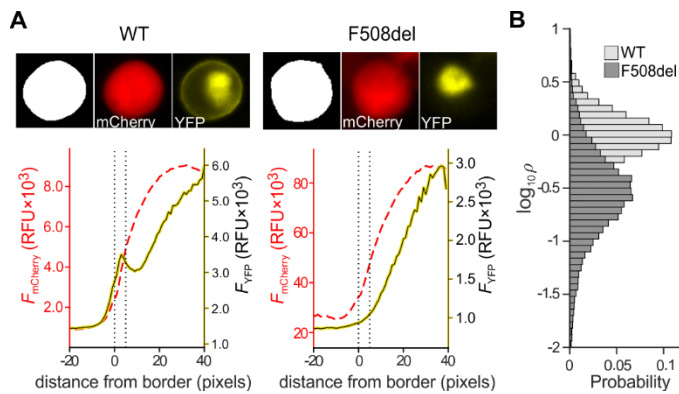 A
WT
F508del
B
mCherry
YFP
mCherry
YFP
F mCherry (RFU×10³)
8.0
6.0
4.0
2.0
6.0
5.0
4.0
3.0
2.0
1.0
F YFP (RFU×10³)
-20
0
20
40
distance from border (pixels)
F mCherry (RFU×10³)
80
60
40
20
3.0
2.5
2.0
1.5
1.0
F YFP (RFU×10³)
-20
0
20
40
distance from border (pixels)
log₁₀ρ
1
0.5
0
-0.5
-1
-1.5
-2
WT
F508del
0
0.05
0.1
Probability